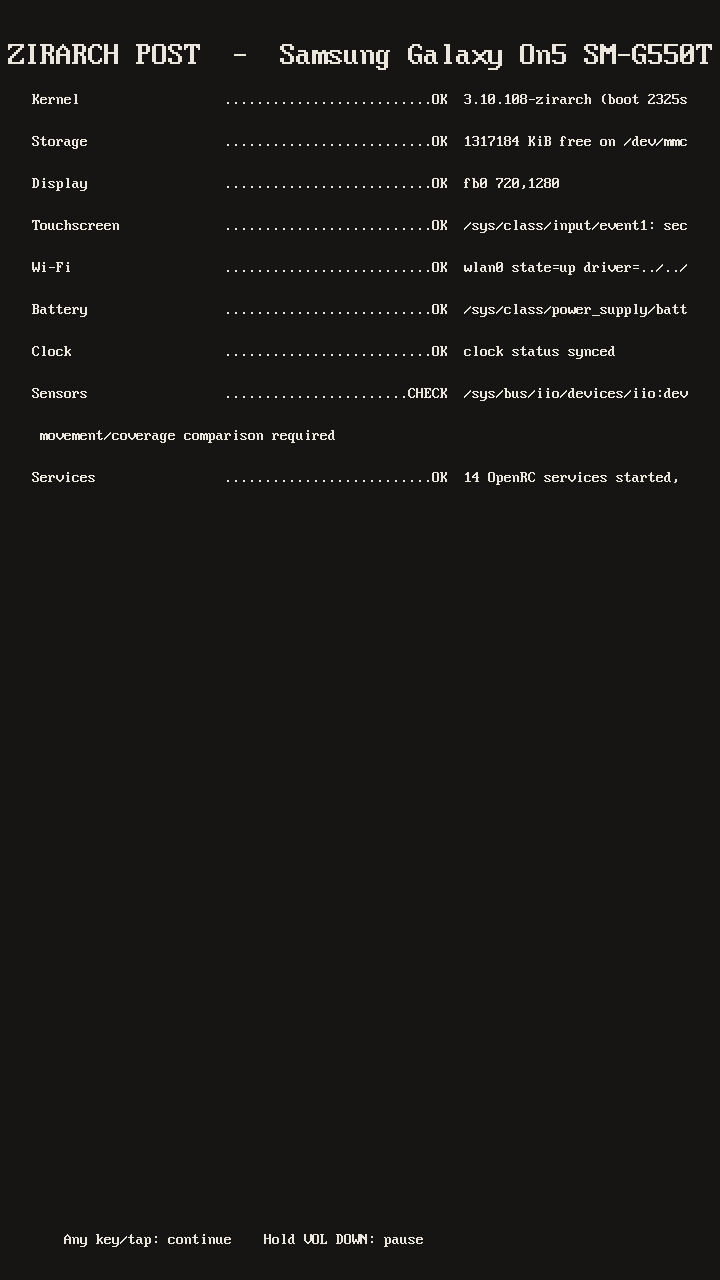 ZIRARCH POST  -  Samsung Galaxy On5 SM-G550T
Kernel ..........................OK  3.10.108-zirarch (boot 2325s
Storage ..........................OK  1317184 KiB free on /dev/mmc
Display ..........................OK  fb0 720,1280
Touchscreen ..........................OK  /sys/class/input/event1: sec
Wi-Fi ..........................OK  wlan0 state=up driver=../../
Battery ..........................OK  /sys/class/power_supply/batt
Clock ..........................OK  clock status synced
Sensors .......................CHECK  /sys/bus/iio/devices/iio:dev
movement/coverage comparison required
Services ..........................OK  14 OpenRC services started,
Any key/tap: continue    Hold VOL DOWN: pause